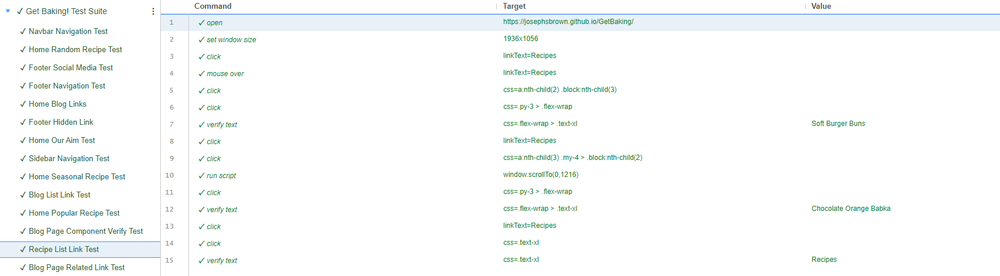 ✓ Get Baking! Test Suite
✓ Navbar Navigation Test
✓ Home Random Recipe Test
✓ Footer Social Media Test
✓ Footer Navigation Test
✓ Home Blog Links
✓ Footer Hidden Link
✓ Home Our Aim Test
✓ Sidebar Navigation Test
✓ Home Seasonal Recipe Test
✓ Blog List Link Test
✓ Home Popular Recipe Test
✓ Blog Page Component Verify Test
✓ Recipe List Link Test
✓ Blog Page Related Link Test
Command Target Value
1 ✓ open https://josephsbrown.github.io/GetBaking/
2 ✓ set window size 1936x1056
3 ✓ click linkText=Recipes
4 ✓ mouse over linkText=Recipes
5 ✓ click css=a:nth-child(2) .block:nth-child(3)
6 ✓ click css=.py-3 > .flex-wrap
7 ✓ verify text css=.flex-wrap > .text-xl Soft Burger Buns
8 ✓ click linkText=Recipes
9 ✓ click css=a:nth-child(3) .my-4 > .block:nth-child(2)
10 ✓ run script window.scrollTo(0,1216)
11 ✓ click css=.py-3 > .flex-wrap
12 ✓ verify text css=.flex-wrap > .text-xl Chocolate Orange Babka
13 ✓ click linkText=Recipes
14 ✓ click css=.text-xl
15 ✓ verify text css=.text-xl Recipes